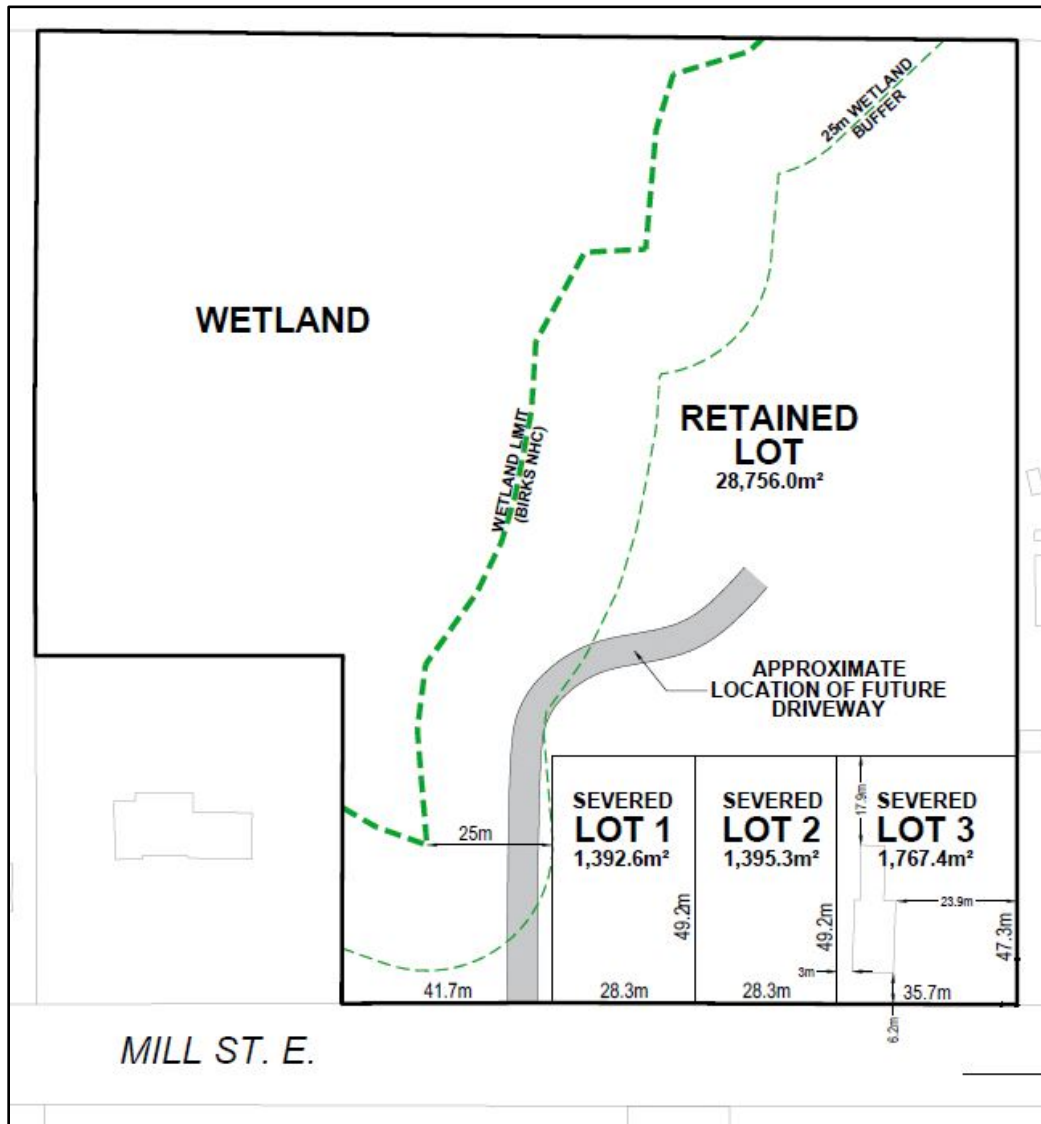 25m WETLAND
BUFFER
WETLAND
WETLAND LIMIT
(BIRKS NHC)
RETAINED
LOT
28,756.0m²
APPROXIMATE
LOCATION OF FUTURE
DRIVEWAY
25m
SEVERED
LOT 1
1,392.6m²
SEVERED
LOT 2
1,395.3m²
17.9m
SEVERED
LOT 3
1,767.4m²
49.2m
49.2m
23.9m
47.3m
3m
41.7m
28.3m
28.3m
35.7m
6.2m
MILL ST. E.